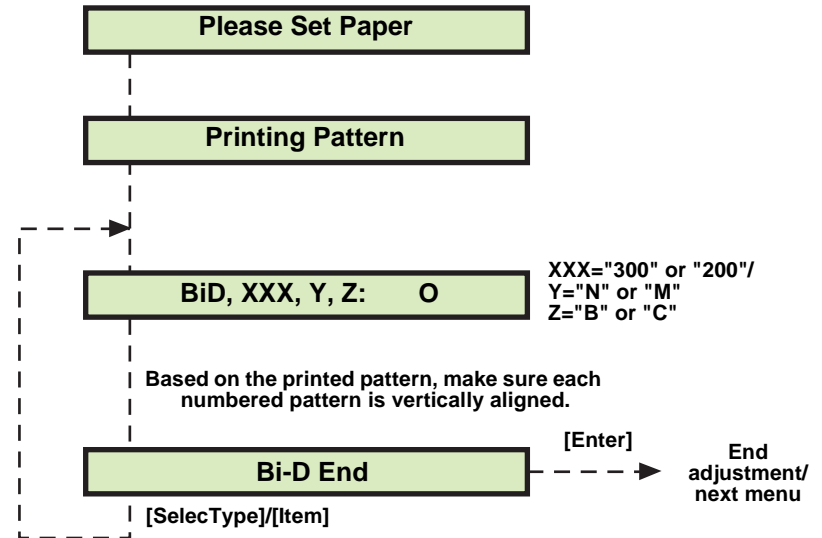 Please Set Paper
Printing Pattern
BiD, XXX, Y, Z: O
XXX="300" or "200"/
Y="N" or "M"
Z="B" or "C"
Based on the printed pattern, make sure each
numbered pattern is vertically aligned.
Bi-D End
[Enter]
End
adjustment/
next menu
[SelecType]/[Item]